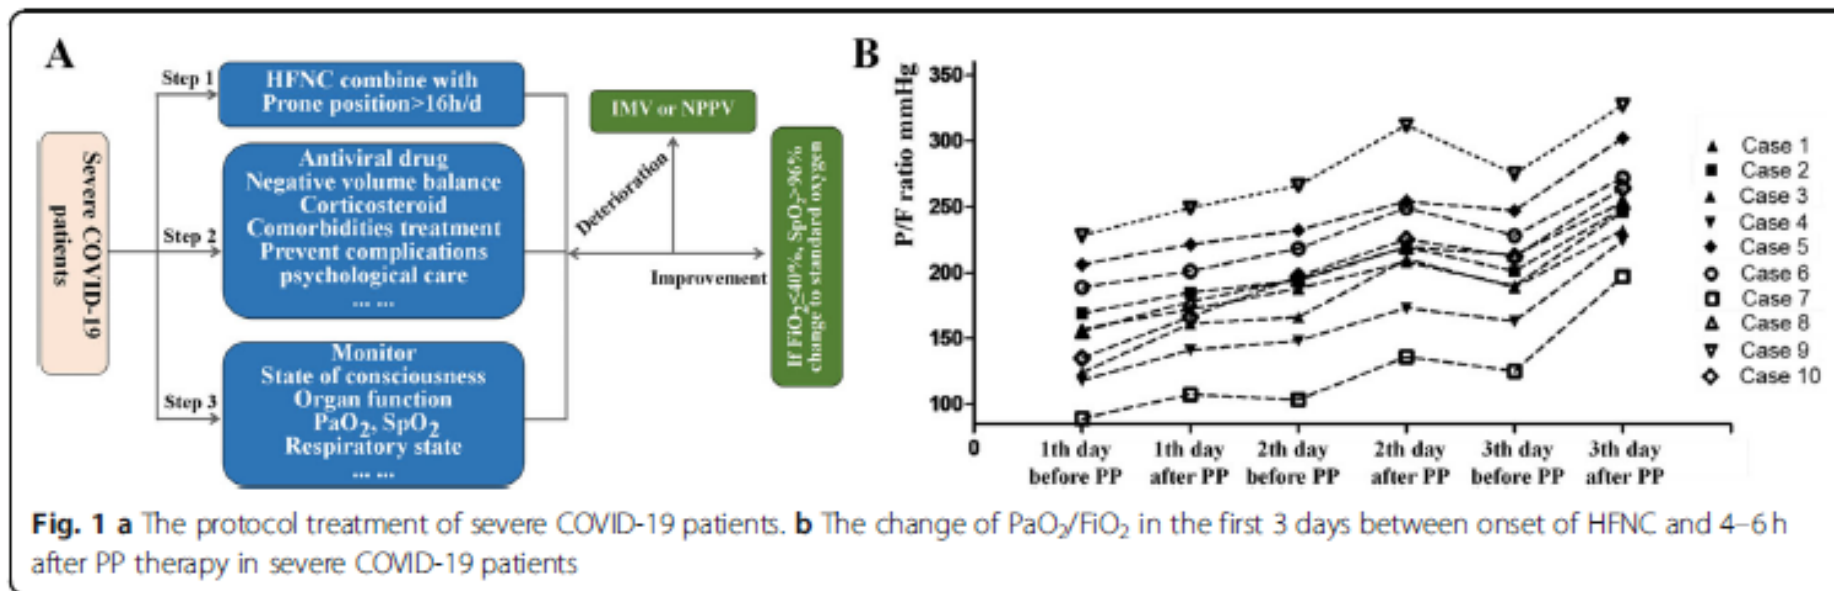 A
Step 1
HFNC combine with
Prone position>16h/d
Severe COVID-19
patients
Step 2
Antiviral drug
Negative volume balance
Corticosteroid
Comorbidities treatment
Prevent complications
psychological care
... ...
Step 3
Monitor
State of consciousness
Organ function
PaO2, SpO2
Respiratory state
... ...
IMV or NPPV
Deterioration
Improvement
If FiO2≤40%, SpO2>96%
change to standard oxygen
B
P/F ratio mmHg
350
300
250
200
150
100
0
1th day
before PP
1th day
after PP
2th day
before PP
2th day
after PP
3th day
before PP
3th day
after PP
Case 1
Case 2
Case 3
Case 4
Case 5
Case 6
Case 7
Case 8
Case 9
Case 10
Fig. 1 a The protocol treatment of severe COVID-19 patients. b The change of PaO2/FiO2 in the first 3 days between onset of HFNC and 4–6 h
after PP therapy in severe COVID-19 patients